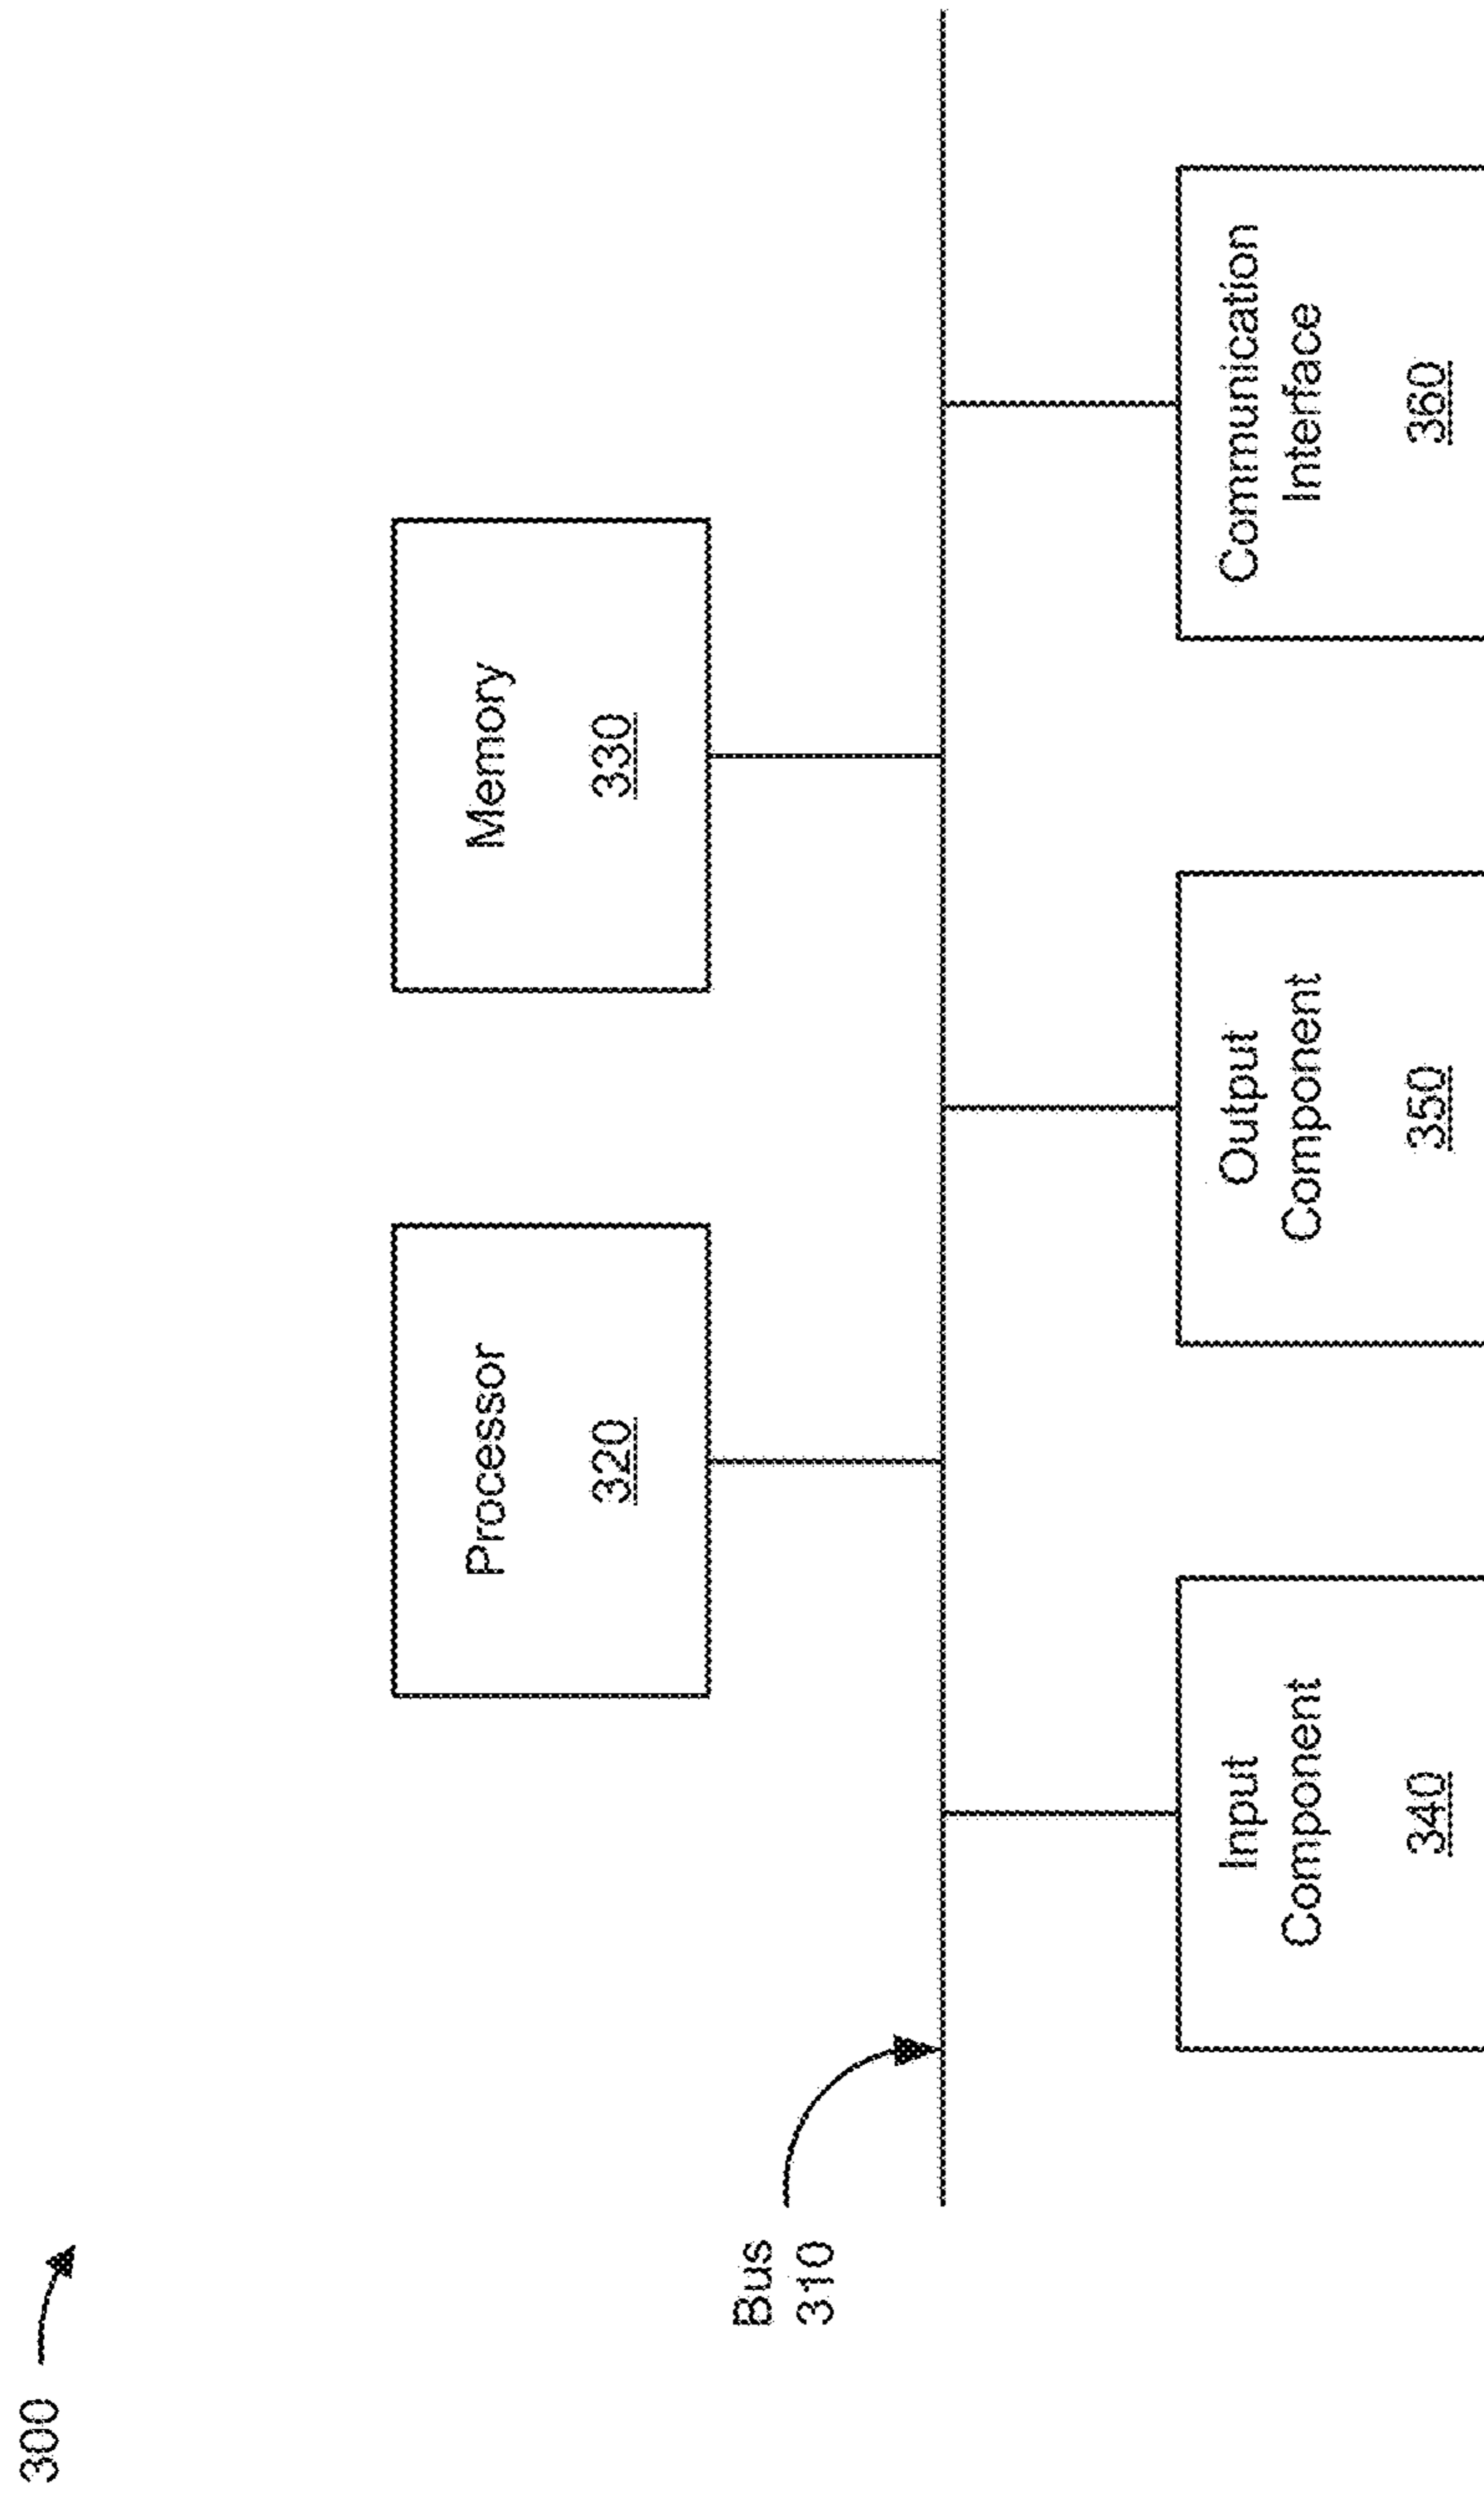 300
Processor
320
Memory
330
Bus
310
Input
Component
340
Output
Component
350
Communication
Interface
360